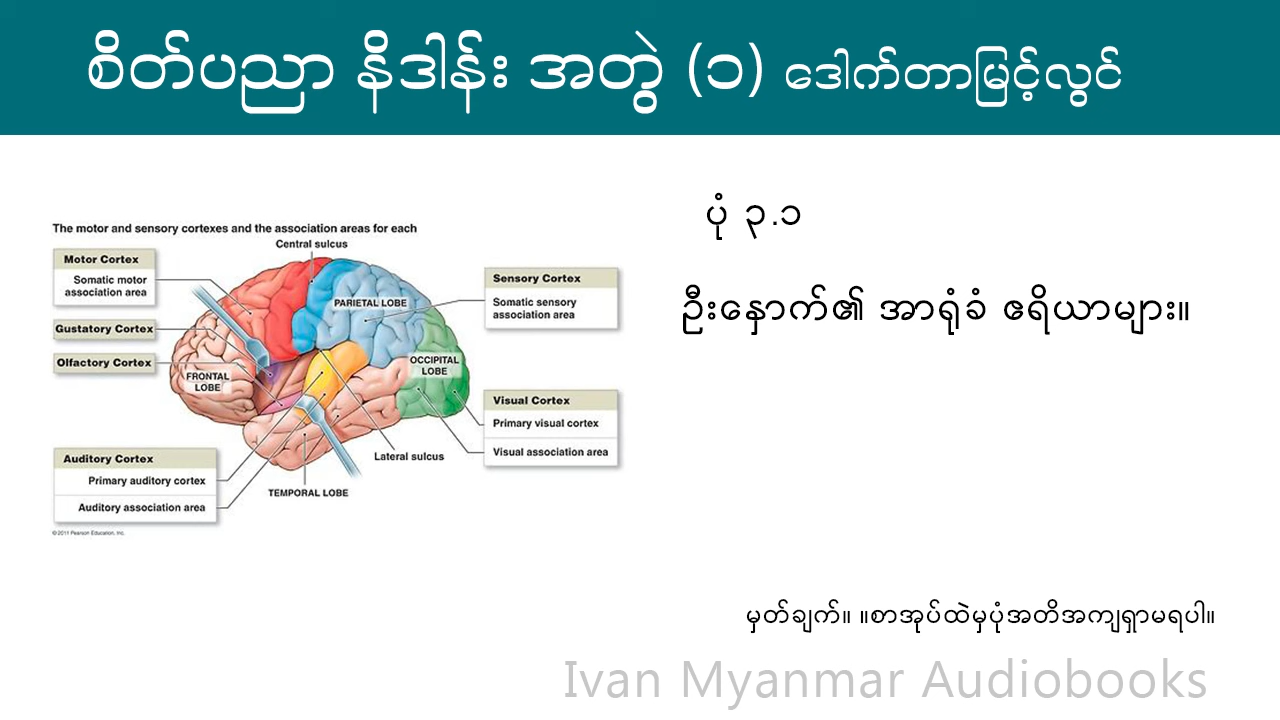 စိတ်ပညာ နိဒါန်း အတွဲ (၁) ဒေါက်တာမြင့်လွင်
ပုံ ၃.၁
ဦးနှောက်၏ အာရုံခံ ဧရိယာများ။
The motor and sensory cortexes and the association areas for each
Central sulcus
Motor Cortex
Somatic motor
association area
Gustatory Cortex
Olfactory Cortex
FRONTAL
LOBE
PARIETAL LOBE
Sensory Cortex
Somatic sensory
association area
OCCIPITAL
LOBE
Visual Cortex
Primary visual cortex
Visual association area
Auditory Cortex
Primary auditory cortex
Auditory association area
Lateral sulcus
TEMPORAL LOBE
©2011 Pearson Education, Inc.
မှတ်ချက်။ ။စာအုပ်ထဲမှပုံအတိအကျရှာမရပါ။
Ivan Myanmar Audiobooks